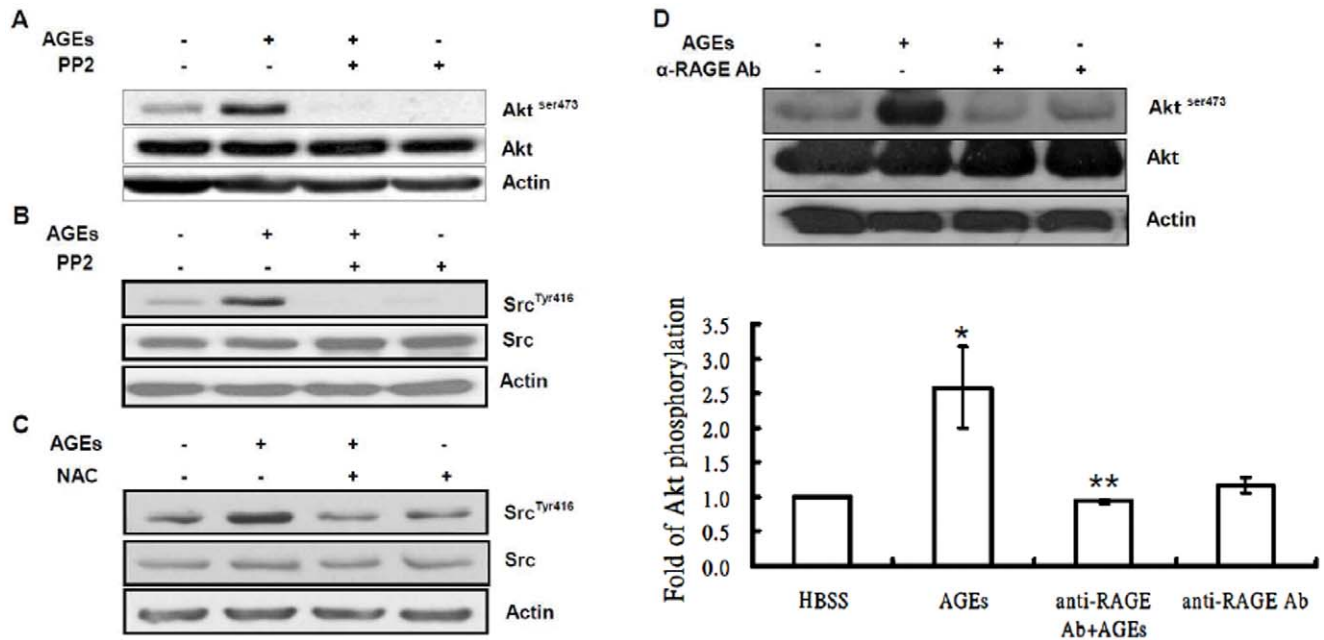 A
AGEs - + + -
PP2 - - + +
Akt ser473
Akt
Actin
B
AGEs - + + -
PP2 - - + +
Src Tyr416
Src
Actin
C
AGEs - + + -
NAC - - + +
Src Tyr416
Src
Actin
D
AGEs - + + -
α-RAGE Ab - - + +
Akt ser473
Akt
Actin
Fold of Akt phosphorylation
3.5
3.0
2.5
2.0
1.5
1.0
0.5
0.0
*
**
HBSS AGEs anti-RAGE anti-RAGE Ab
Ab+AGEs